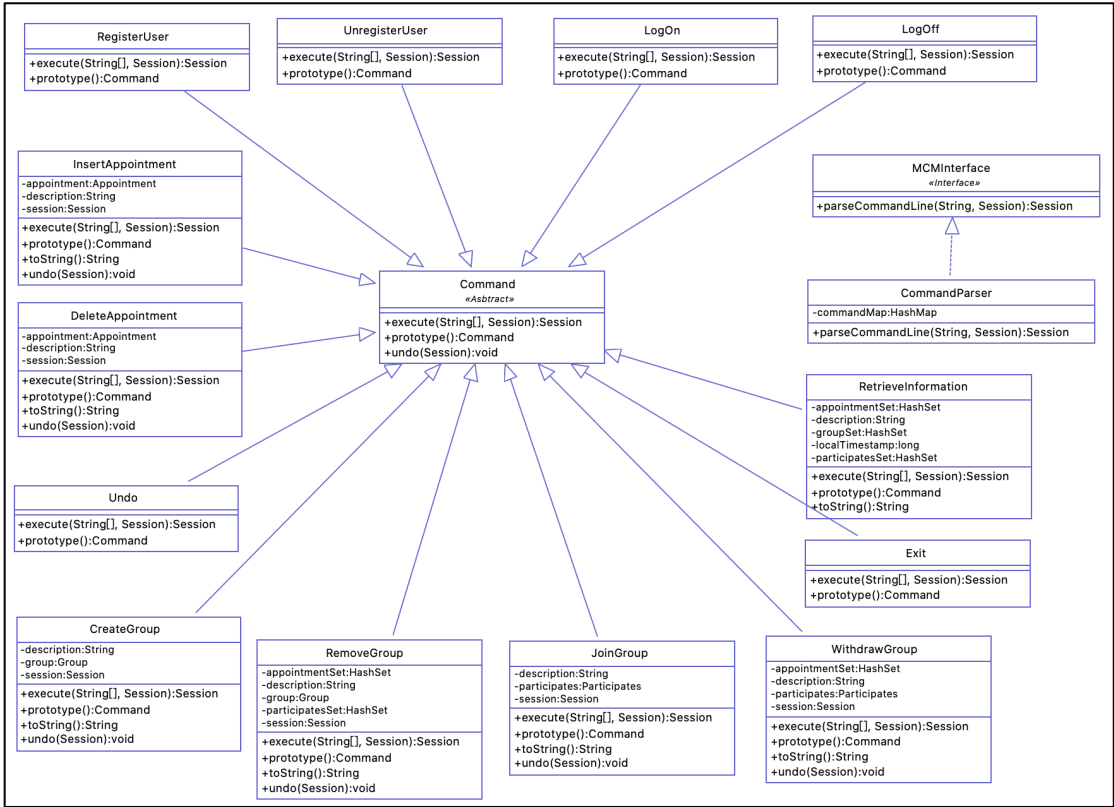 RegisterUser
+execute(String[], Session):Session
+prototype():Command
UnregisterUser
+execute(String[], Session):Session
+prototype():Command
LogOn
+execute(String[], Session):Session
+prototype():Command
LogOff
+execute(String[], Session):Session
+prototype():Command
InsertAppointment
-appointment:Appointment
-description:String
-session:Session
+execute(String[], Session):Session
+prototype():Command
+toString():String
+undo(Session):void
MCMInterface
«Interface»
+parseCommandLine(String, Session):Session
Command
«Asbtract»
+execute(String[], Session):Session
+prototype():Command
+undo(Session):void
CommandParser
-commandMap:HashMap
+parseCommandLine(String, Session):Session
DeleteAppointment
-appointment:Appointment
-description:String
-session:Session
+execute(String[], Session):Session
+prototype():Command
+toString():String
+undo(Session):void
RetrieveInformation
-appointmentSet:HashSet
-description:String
-groupSet:HashSet
-localTimestamp:long
-participatesSet:HashSet
+execute(String[], Session):Session
+prototype():Command
+toString():String
Undo
+execute(String[], Session):Session
+prototype():Command
Exit
+execute(String[], Session):Session
+prototype():Command
CreateGroup
-description:String
-group:Group
-session:Session
+execute(String[], Session):Session
+prototype():Command
+toString():String
+undo(Session):void
RemoveGroup
-appointmentSet:HashSet
-description:String
-group:Group
-participatesSet:HashSet
-session:Session
+execute(String[], Session):Session
+prototype():Command
+toString():String
+undo(Session):void
JoinGroup
-description:String
-participates:Participates
-session:Session
+execute(String[], Session):Session
+prototype():Command
+toString():String
+undo(Session):void
WithdrawGroup
-appointmentSet:HashSet
-description:String
-participates:Participates
-session:Session
+execute(String[], Session):Session
+prototype():Command
+toString():String
+undo(Session):void